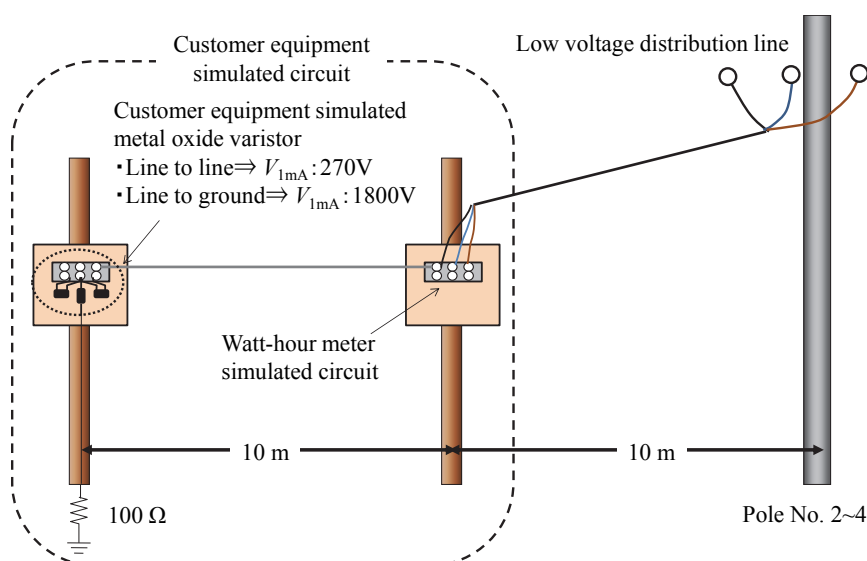 Customer equipment
simulated circuit
Low voltage distribution line
Customer equipment simulated
metal oxide varistor
・Line to line⇒ V1mA : 270V
・Line to ground⇒ V1mA : 1800V
Watt-hour meter
simulated circuit
10 m
10 m
100 Ω
Pole No. 2~4